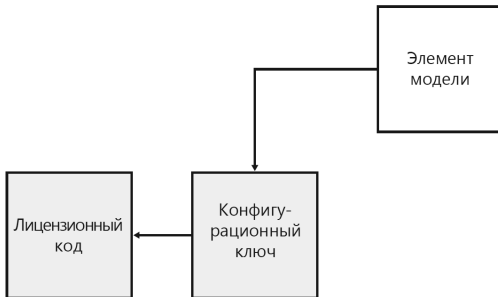 Элемент
модели
Лицензионный
код
Конфигу-
рационный
ключ